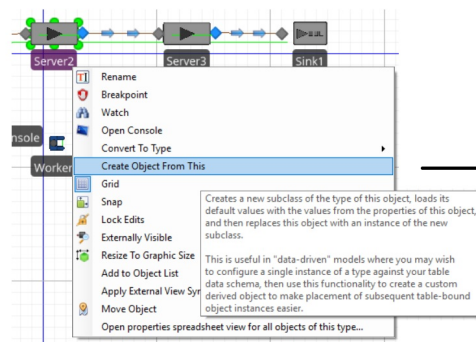 Server2
Server3
Sink1
Rename
Breakpoint
Watch
Open Console
Convert To Type
nsole
Create Object From This
Worker
Grid
Snap
Lock Edits
Externally Visible
Resize To Graphic Size
Add to Object List
Apply External View Syr
Move Object
Open properties spreadsheet view for all objects of this type...
Creates a new subclass of the type of this object, loads its
default values with the values from the properties of this object,
and then replaces this object with an instance of the new
subclass.
This is useful in "data-driven" models where you may wish
to configure a single instance of a type against your table
data schema, then use this functionality to create a custom
derived object to make placement of subsequent table-bound
object instances easier.